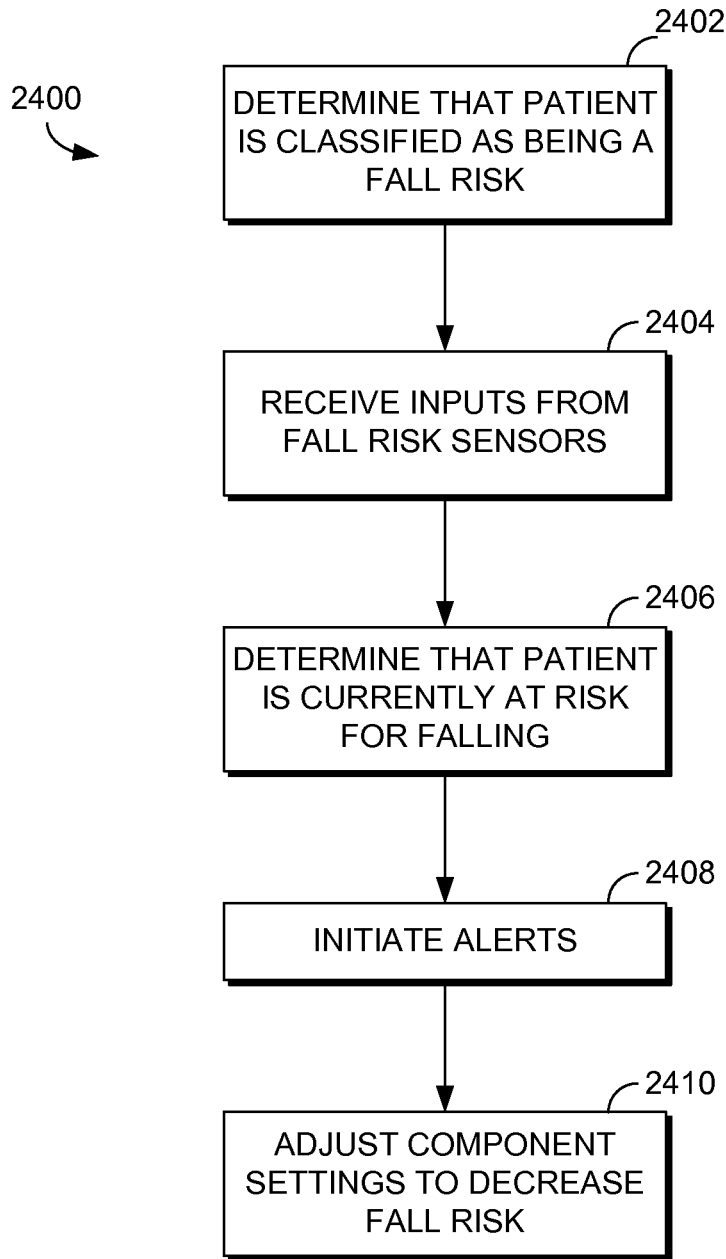 2400
2402
DETERMINE THAT PATIENT
IS CLASSIFIED AS BEING A
FALL RISK
2404
RECEIVE INPUTS FROM
FALL RISK SENSORS
2406
DETERMINE THAT PATIENT
IS CURRENTLY AT RISK
FOR FALLING
2408
INITIATE ALERTS
2410
ADJUST COMPONENT
SETTINGS TO DECREASE
FALL RISK